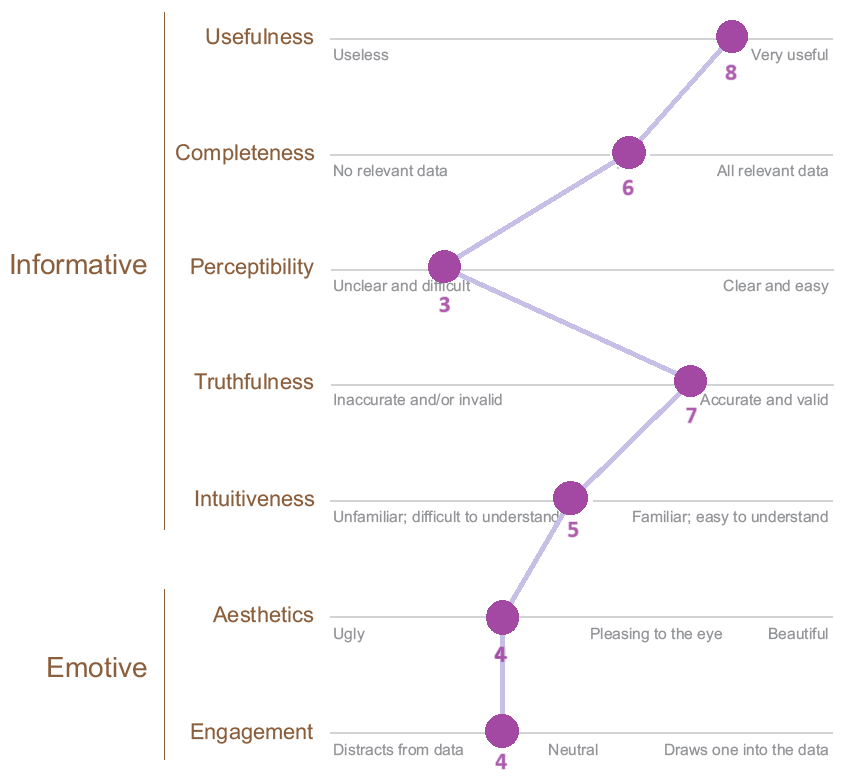 Usefulness
Useless
Very useful
8
Completeness
No relevant data
All relevant data
6
Informative
Perceptibility
Unclear and difficult
Clear and easy
3
Truthfulness
Inaccurate and/or invalid
Accurate and valid
7
Intuitiveness
Unfamiliar; difficult to understand
Familiar; easy to understand
5
Aesthetics
Ugly
Pleasing to the eye
Beautiful
4
Emotive
Engagement
Distracts from data
Neutral
Draws one into the data
4